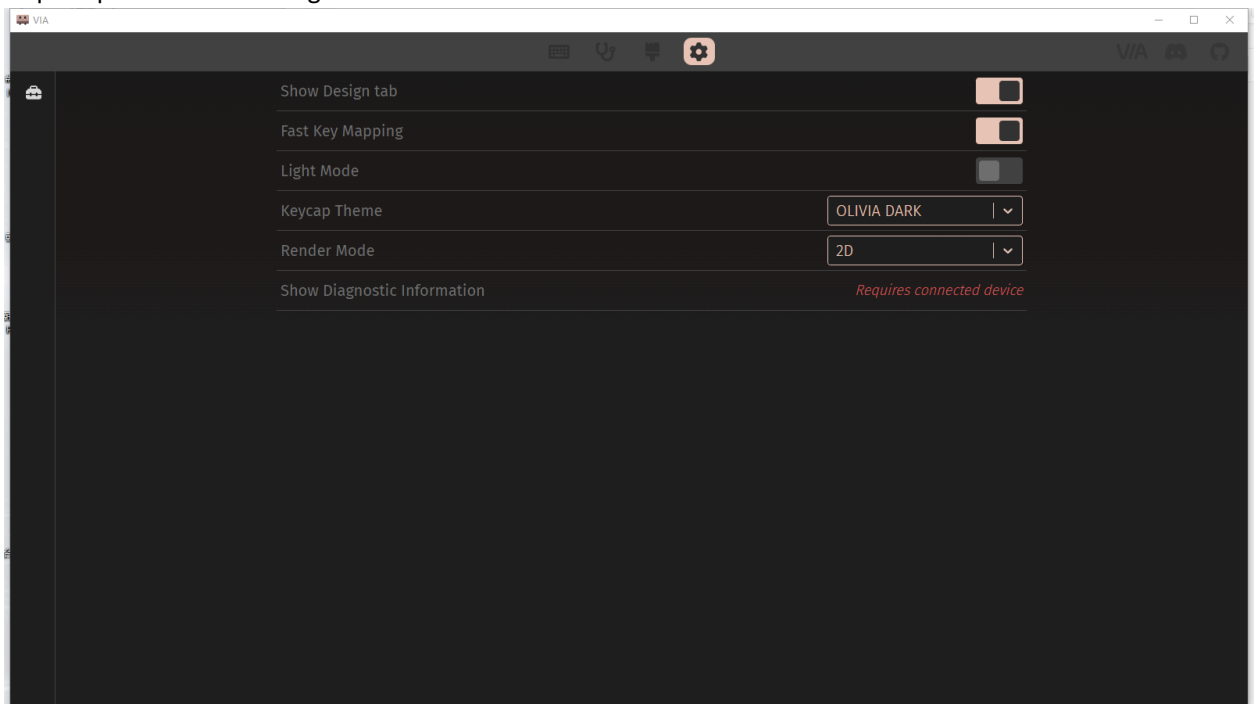 VIA
VIA
Show Design tab
Fast Key Mapping
Light Mode
Keycap Theme
OLIVIA DARK
Render Mode
2D
Show Diagnostic Information
Requires connected device